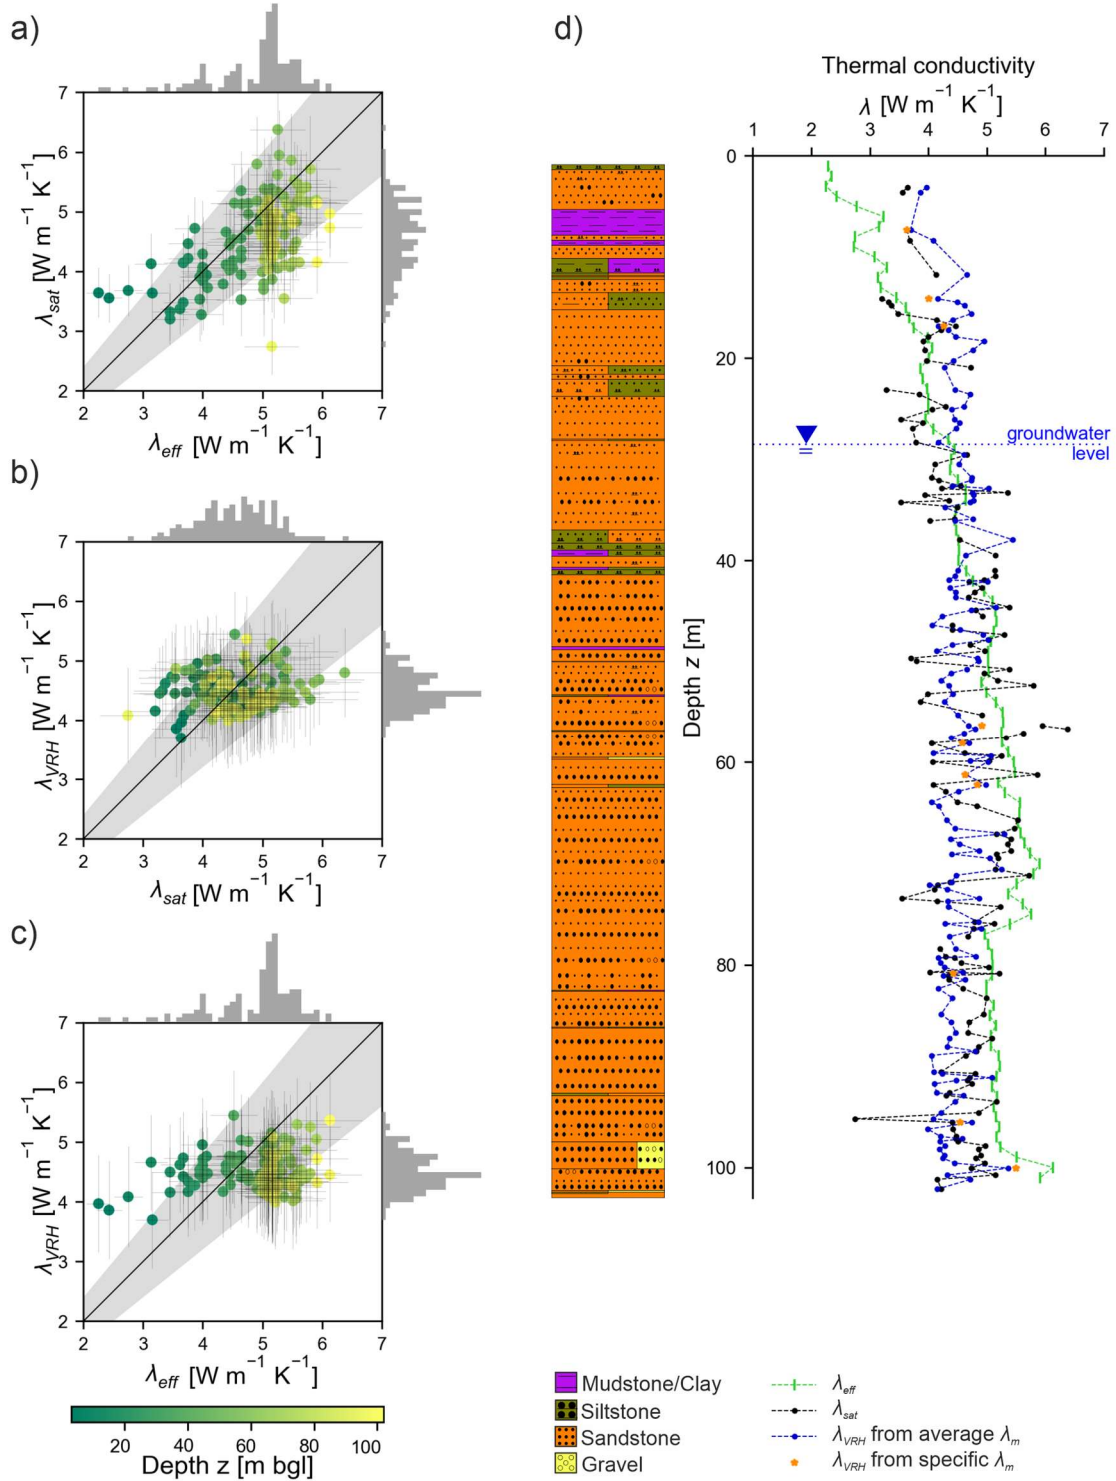 a)
7
6
5
4
3
2
λsat [W m−1 K−1]
2 3 4 5 6 7
λeff [W m−1 K−1]
b)
7
6
5
4
3
2
λVRH [W m−1 K−1]
2 3 4 5 6 7
λsat [W m−1 K−1]
c)
7
6
5
4
3
2
λVRH [W m−1 K−1]
2 3 4 5 6 7
λeff [W m−1 K−1]
20 40 60 80 100
Depth z [m bgl]
d)
Thermal conductivity
λ [W m−1 K−1]
1 2 3 4 5 6 7
0
20
40
60
80
100
Depth z [m]
groundwater
level
Mudstone/Clay
Siltstone
Sandstone
Gravel
λeff
λsat
λVRH from average λm
λVRH from specific λm